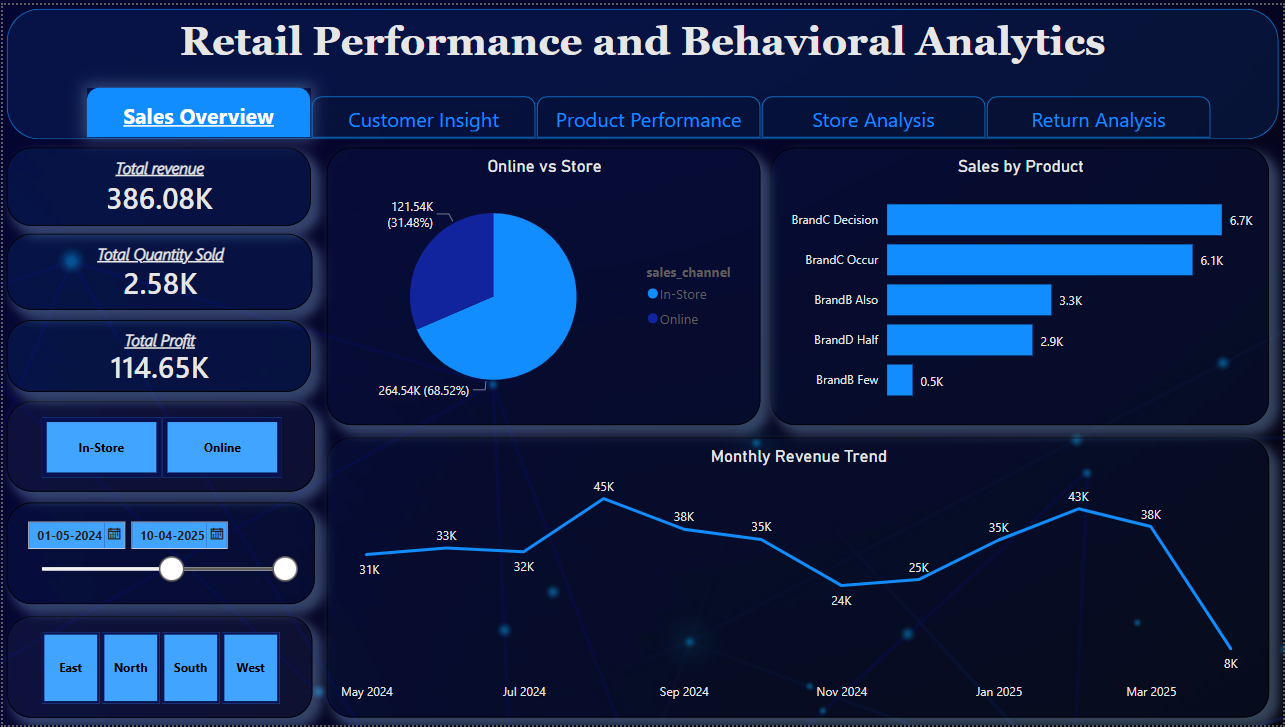 Retail Performance and Behavioral Analytics
Sales Overview
Customer Insight
Product Performance
Store Analysis
Return Analysis
Total revenue
386.08K
Total Quantity Sold
2.58K
Total Profit
114.65K
In-Store
Online
01-05-2024
10-04-2025
East
North
South
West
Online vs Store
121.54K
(31.48%)
264.54K (68.52%)
sales_channel
In-Store
Online
Sales by Product
BrandC Decision
6.7K
BrandC Occur
6.1K
BrandB Also
3.3K
BrandD Half
2.9K
BrandB Few
0.5K
Monthly Revenue Trend
31K
33K
32K
45K
38K
35K
24K
25K
35K
43K
38K
8K
May 2024
Jul 2024
Sep 2024
Nov 2024
Jan 2025
Mar 2025